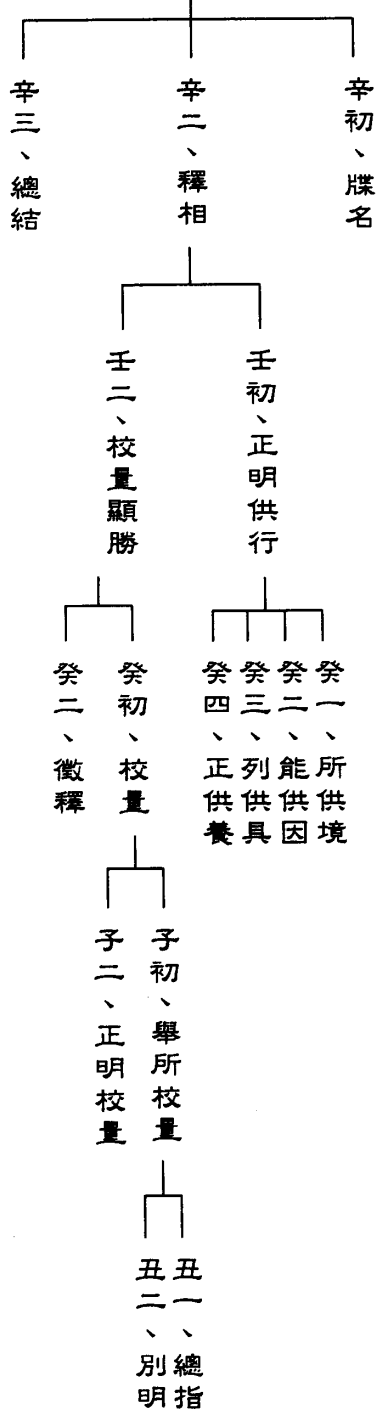 辛初、牒名
辛二、釋相
辛三、總結
壬初、正明供行
壬二、校量顯勝
癸一、所供境
癸二、能供因
癸三、列供具
癸四、正供養
癸初、校量
癸二、徵釋
子初、舉所校量
子二、正明校量
丑一、總指
丑二、別明